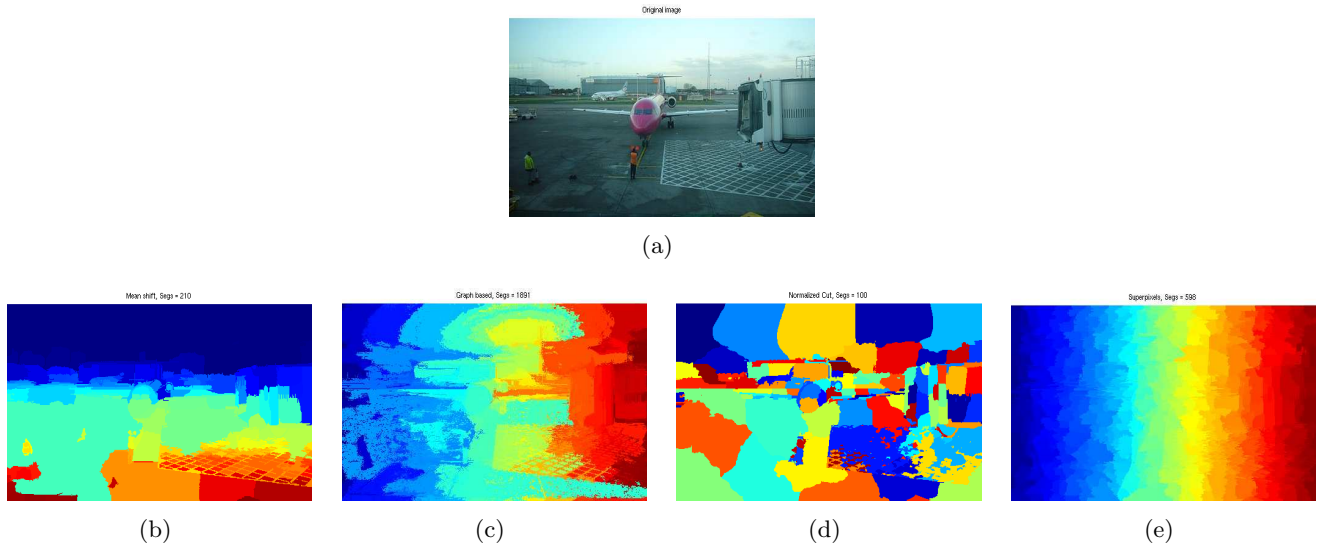 Original image
(a)
Mean shift, Segs = 210
Graph based, Segs = 1891
Normalized Cut, Segs = 100
Superpixels, Segs = 598
(b)
(c)
(d)
(e)